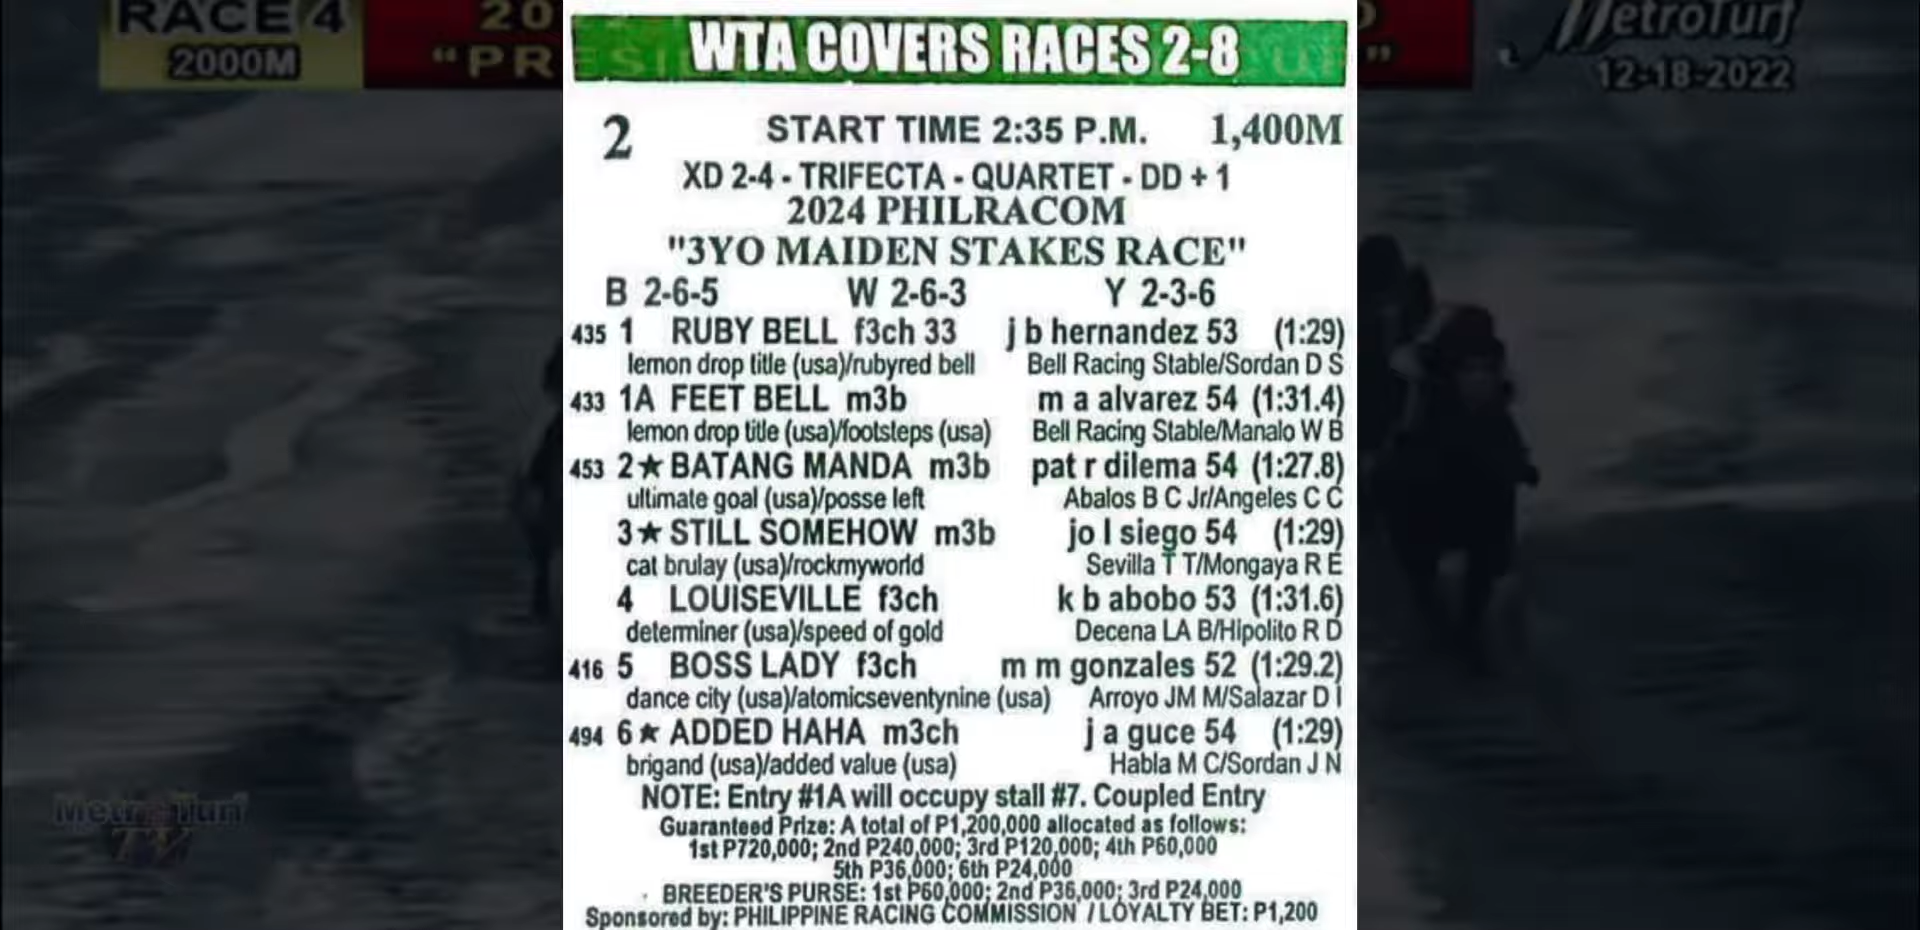 RACE 4
2000M
20
"PRESI
CUP"
MetroTurf
12-18-2022
WTA COVERS RACES 2-8
2 START TIME 2:35 P.M. 1,400M
XD 2-4 - TRIFECTA - QUARTET - DD + 1
2024 PHILRACOM
"3YO MAIDEN STAKES RACE"
B 2-6-5 W 2-6-3 Y 2-3-6
435 1 RUBY BELL f3ch 33 j b hernandez 53 (1:29)
lemon drop title (usa)/rubyred bell Bell Racing Stable/Sordan D S
433 1A FEET BELL m3b m a alvarez 54 (1:31.4)
lemon drop title (usa)/footsteps (usa) Bell Racing Stable/Manalo W B
453 2★ BATANG MANDA m3b pat r dilema 54 (1:27.8)
ultimate goal (usa)/posse left Abalos B C Jr/Angeles C C
3★ STILL SOMEHOW m3b jo l siego 54 (1:29)
cat brulay (usa)/rockmyworld Sevilla T T/Mongaya R E
4 LOUISEVILLE f3ch k b abobo 53 (1:31.6)
determiner (usa)/speed of gold Decena LA B/Hipolito R D
416 5 BOSS LADY f3ch m m gonzales 52 (1:29.2)
dance city (usa)/atomicseventynine (usa) Arroyo JM M/Salazar D I
494 6★ ADDED HAHA m3ch j a guce 54 (1:29)
brigand (usa)/added value (usa) Habla M C/Sordan J N
NOTE: Entry #1A will occupy stall #7. Coupled Entry
Guaranteed Prize: A total of P1,200,000 allocated as follows:
1st P720,000; 2nd P240,000; 3rd P120,000; 4th P60,000
5th P36,000; 6th P24,000
BREEDER'S PURSE: 1st P60,000; 2nd P36,000; 3rd P24,000
Sponsored by: PHILIPPINE RACING COMMISSION / LOYALTY BET: P1,200
MetroTurf
TV